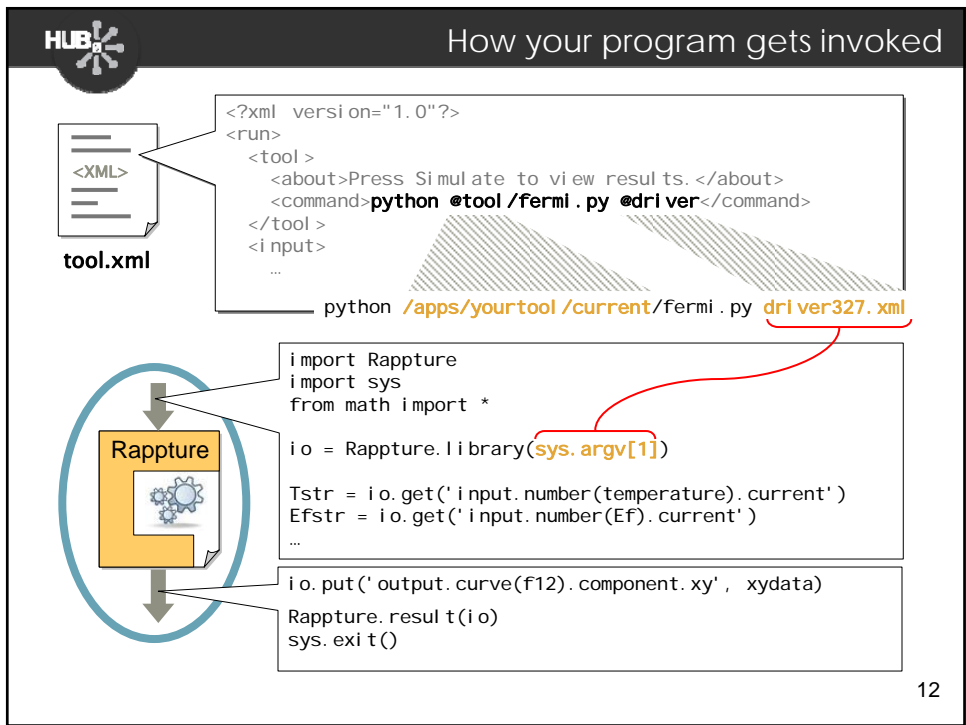 HUB
How your program gets invoked
<?xml version="1.0"?>
<run>
<tool>
<about>Press Simulate to view results.</about>
<command>python @tool/fermi.py @driver</command>
</tool>
<input>
…
<XML>
tool.xml
python /apps/yourtool/current/fermi.py driver327.xml
import Rappture
import sys
from math import *
io = Rappture.library(sys.argv[1])
Tstr = io.get('input.number(temperature).current')
Efstr = io.get('input.number(Ef).current')
…
Rappture
io.put('output.curve(f12).component.xy', xydata)
Rappture.result(io)
sys.exit()
12